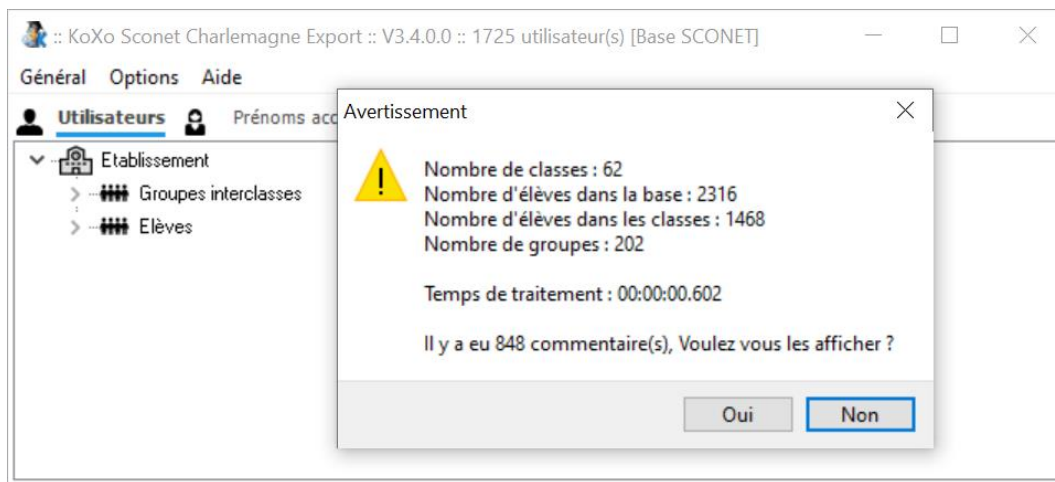 :: KoXo Sconet Charlemagne Export :: V3.4.0.0 :: 1725 utilisateur(s) [Base SCONET]
Général Options Aide
Utilisateurs Prénoms acc
Avertissement
Etablissement
Groupes interclasses
Elèves
Nombre de classes : 62
Nombre d'élèves dans la base : 2316
Nombre d'élèves dans les classes : 1468
Nombre de groupes : 202
Temps de traitement : 00:00:00.602
Il y a eu 848 commentaire(s), Voulez vous les afficher ?
Oui Non